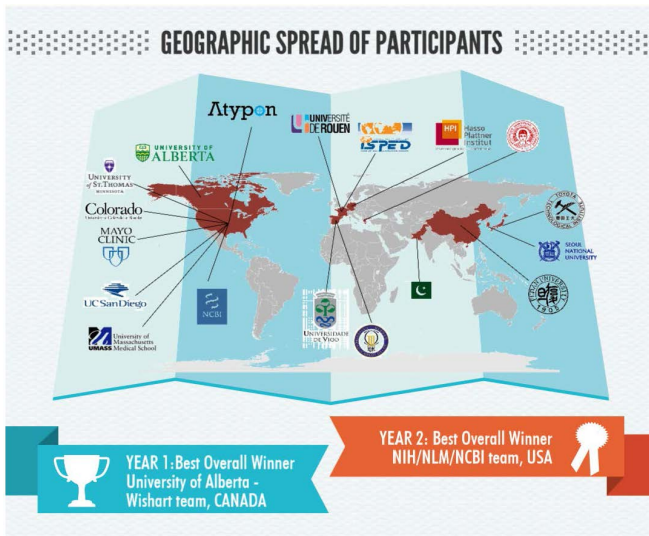 GEOGRAPHIC SPREAD OF PARTICIPANTS
Atypon
UNIVERSITÉ
DE ROUEN
iSPED
HPI
Hasso
Plattner
Institut
UNIVERSITY OF
ALBERTA
UNIVERSITY
of ST. THOMAS
MINNESOTA
Colorado
MAYO
CLINIC
UC San Diego
University of
Massachusetts
UMASS Medical School
NCBI
UNIVERSIDADE
DE VIGO
SEOUL
NATIONAL
UNIVERSITY
1905
YEAR 1:Best Overall Winner
University of Alberta -
Wishart team, CANADA
YEAR 2: Best Overall Winner
NIH/NLM/NCBI team, USA